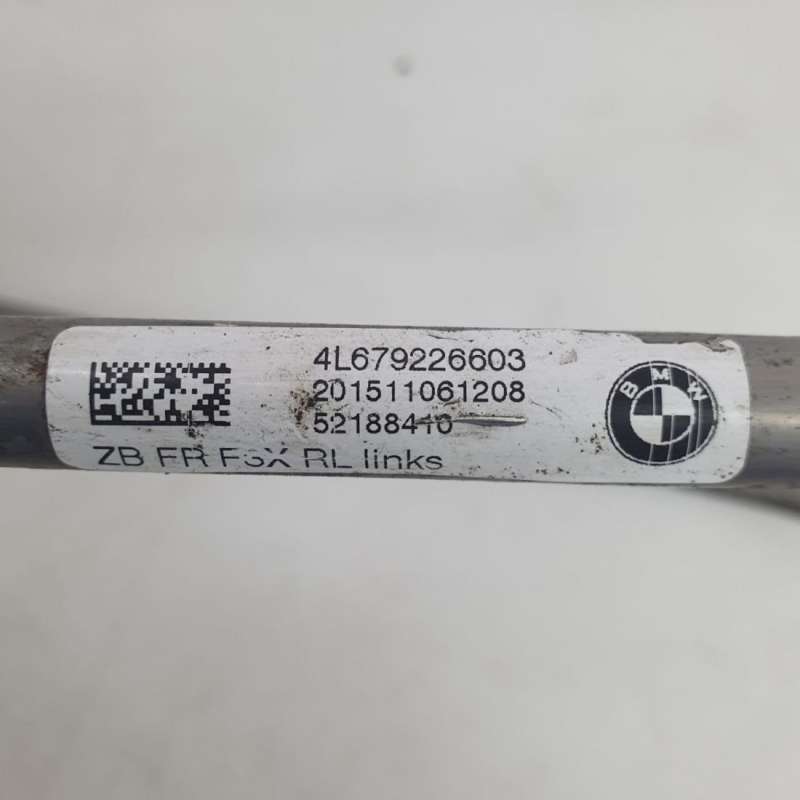 4L679226603
201511061208
52188410
ZB FR F3X RL links
BMW